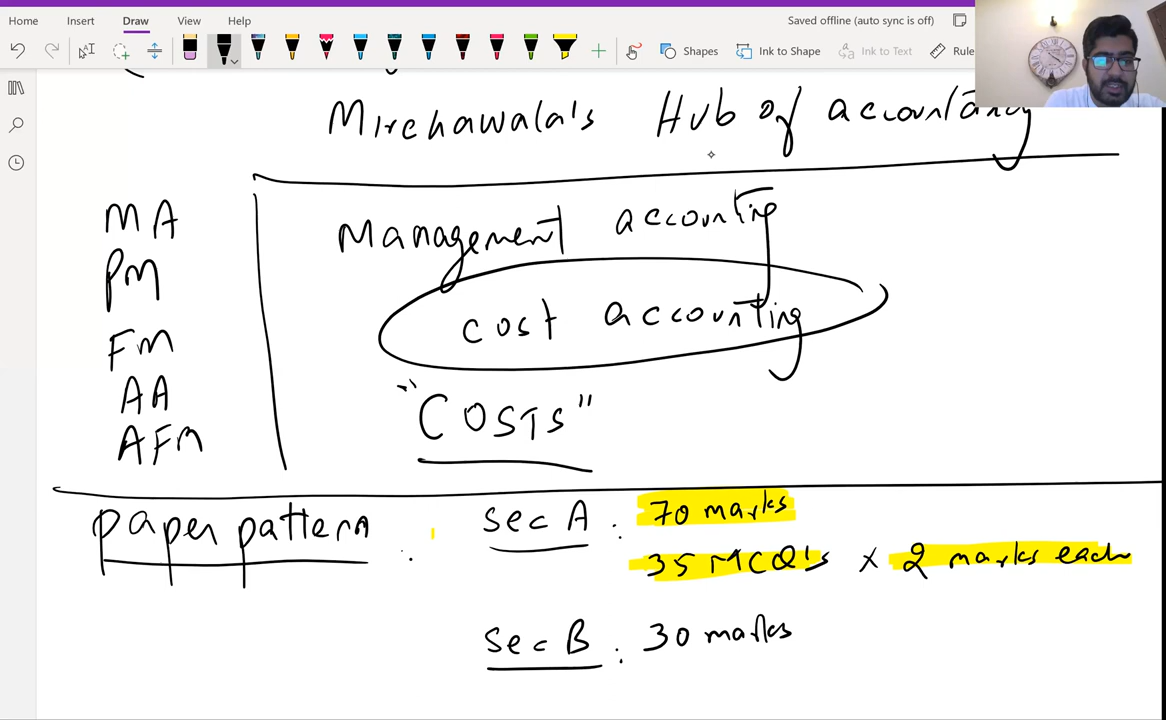 Home Insert Draw View Help Saved offline (auto sync is off)
Shapes Ink to Shape Ink to Text Rule
Mirchawala's Hub of accountancy
MA
PM
FM
AA
AFM
Management accounting
cost accounting
"COSTS"
paper pattern : Sec A : 70 marks
35 MCQ's x 2 marks each
Sec B : 30 marks